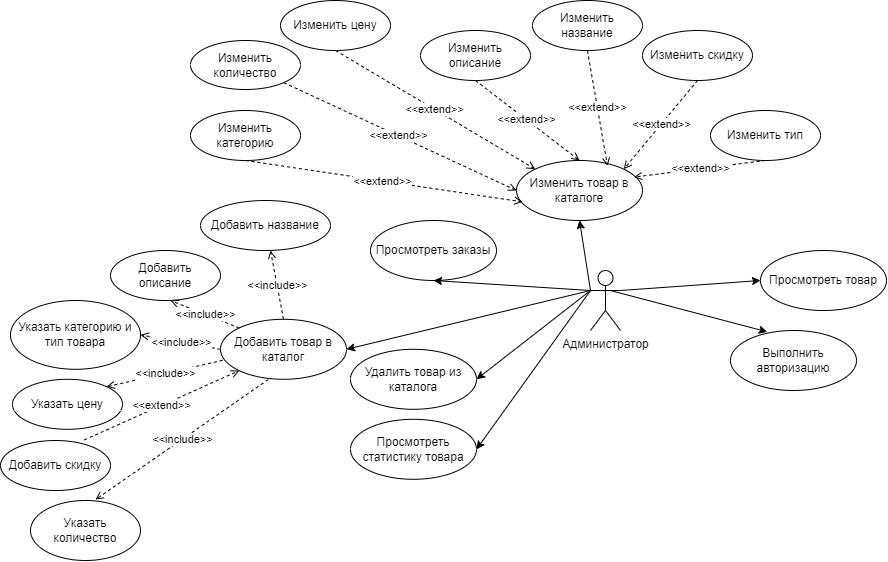 Изменить цену
Изменить
название
Изменить
количество
Изменить
описание
Изменить скидку
<<extend>>
<<extend>>
<<extend>>
<<extend>>
<<extend>>
Изменить
категорию
Изменить тип
<<extend>>
<<extend>>
Изменить товар в
каталоге
Добавить название
Просмотреть заказы
Добавить
описание
<<include>>
Просмотреть товар
<<include>>
Указать категорию и
тип товара
<<include>>
Добавить товар в
каталог
Администратор
<<include>>
Удалить товар из
каталога
Выполнить
авторизацию
Указать цену
<<extend>>
<<include>>
Просмотреть
статистику товара
Добавить скидку
Указать
количество